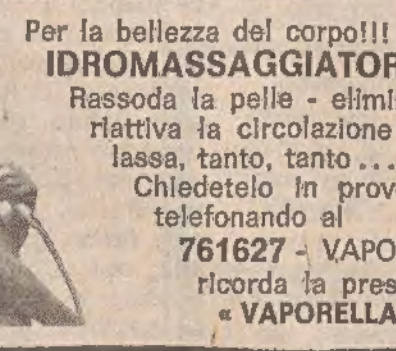 Per la bellezza del corpo!!!
IDROMASSAGGIATOR
Rassoda la pelle - elimi
riattiva la circolazione
lassa, tanto, tanto...
Chiedetelo in prov
telefonando al
761627 - VAPO
ricorda la pres
« VAPORELLA